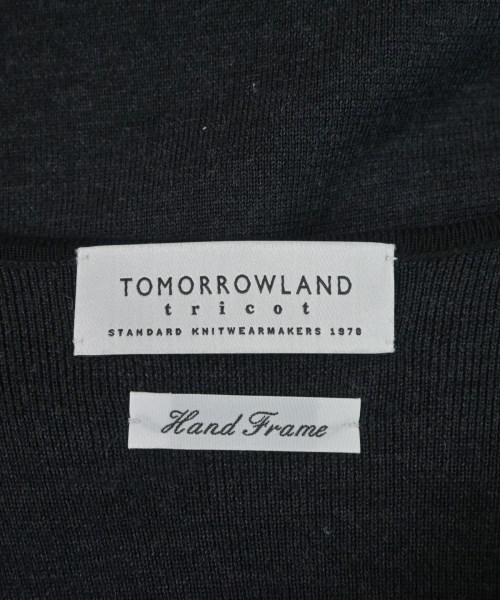 TOMORROWLAND
tricot
STANDARD KNITWEARMAKERS 1978
Hand Frame